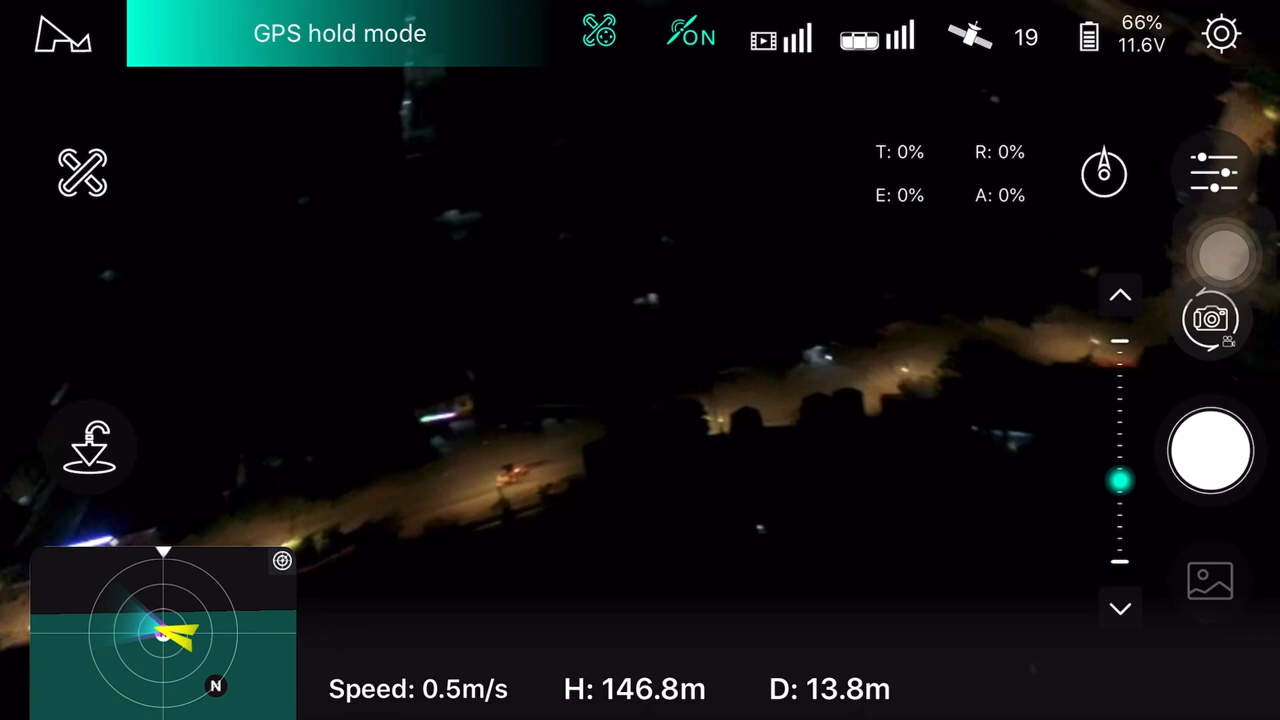 GPS hold mode
ON
19
66%
11.6V
T: 0% R: 0%
E: 0% A: 0%
N
Speed: 0.5m/s H: 146.8m D: 13.8m